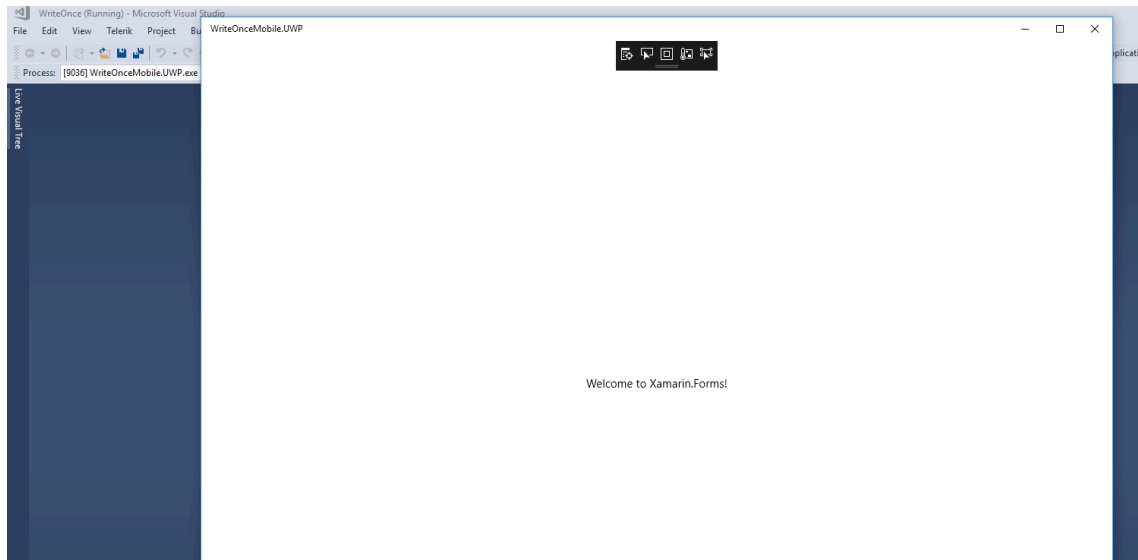 WriteOnce (Running) - Microsoft Visual Studio
File Edit View Telerik Project Bu
WriteOnceMobile.UWP
plicati
Process: [9036] WriteOnceMobile.UWP.exe
Live Visual Tree
Welcome to Xamarin.Forms!